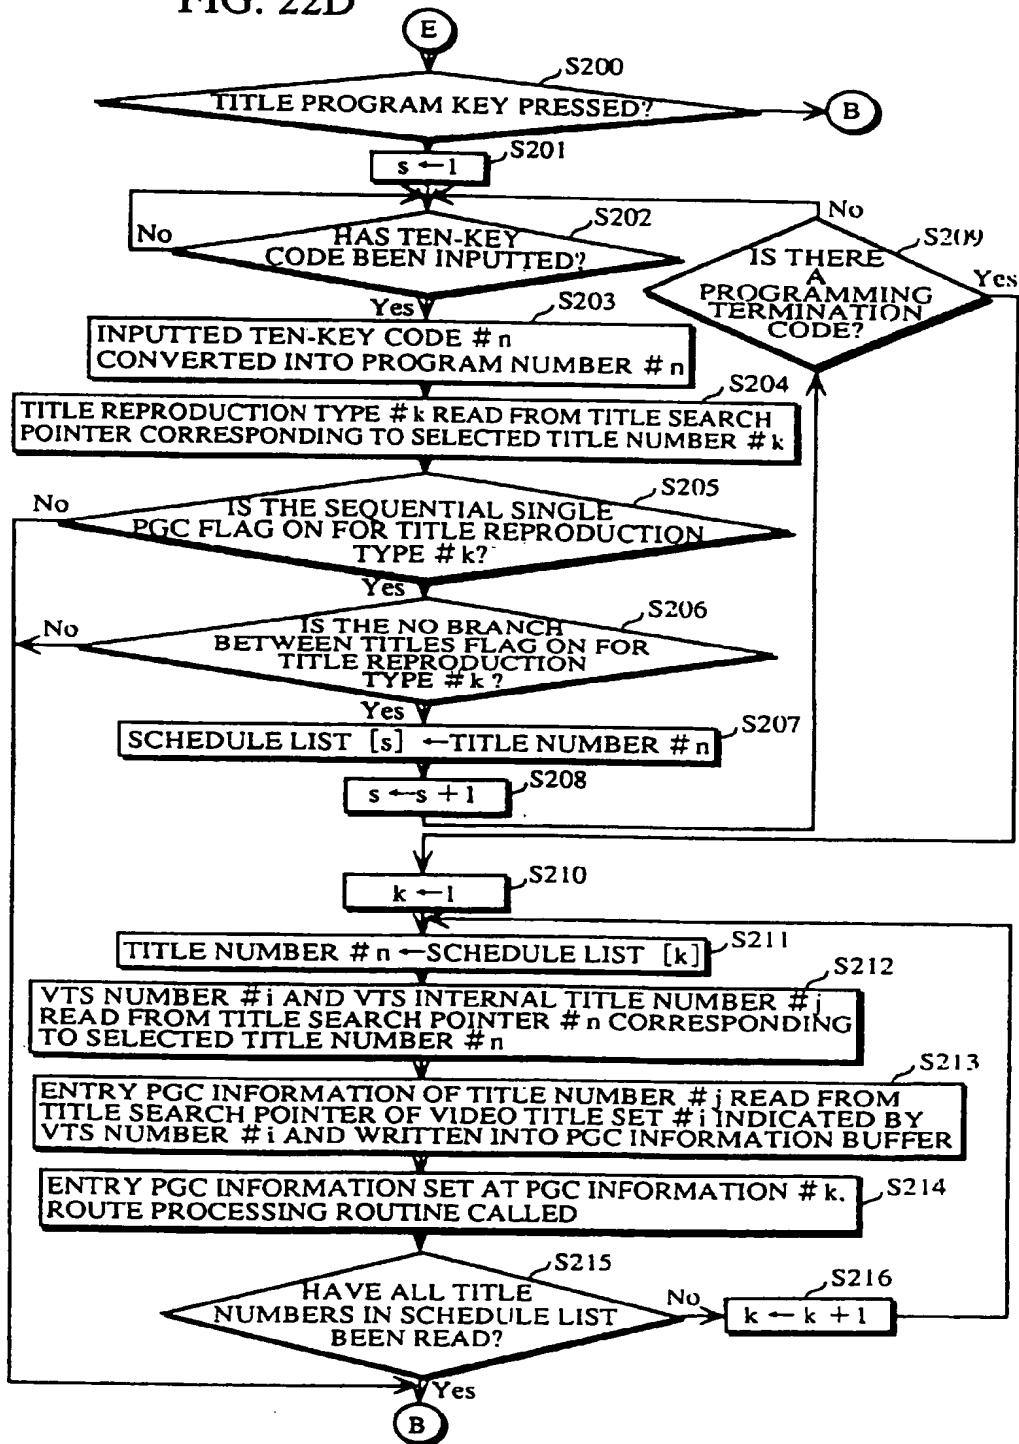 FIG. 22D
E
S200
TITLE PROGRAM KEY PRESSED?
B
S201
s ← 1
No
S202
HAS TEN-KEY
CODE BEEN INPUTTED?
No
Yes
S209
IS THERE
A
PROGRAMMING
TERMINATION
CODE?
Yes
S203
INPUTTED TEN-KEY CODE #n
CONVERTED INTO PROGRAM NUMBER #n
S204
TITLE REPRODUCTION TYPE #k READ FROM TITLE SEARCH
POINTER CORRESPONDING TO SELECTED TITLE NUMBER #k
S205
No
IS THE SEQUENTIAL SINGLE
PGC FLAG ON FOR TITLE REPRODUCTION
TYPE #k?
Yes
S206
No
IS THE NO BRANCH
BETWEEN TITLES FLAG ON FOR
TITLE REPRODUCTION
TYPE #k?
Yes
S207
SCHEDULE LIST [s] ←TITLE NUMBER #n
S208
s ←s + 1
S210
k ← 1
S211
TITLE NUMBER #n ←SCHEDULE LIST [k]
S212
VTS NUMBER #i AND VTS INTERNAL TITLE NUMBER #j
READ FROM TITLE SEARCH POINTER #n CORRESPONDING
TO SELECTED TITLE NUMBER #n
S213
ENTRY PGC INFORMATION OF TITLE NUMBER #j READ FROM
TITLE SEARCH POINTER OF VIDEO TITLE SET #i INDICATED BY
VTS NUMBER #i AND WRITTEN INTO PGC INFORMATION BUFFER
S214
ENTRY PGC INFORMATION SET AT PGC INFORMATION #k.
ROUTE PROCESSING ROUTINE CALLED
S215
HAVE ALL TITLE
NUMBERS IN SCHEDULE LIST
BEEN READ?
No
S216
k ← k + 1
Yes
B